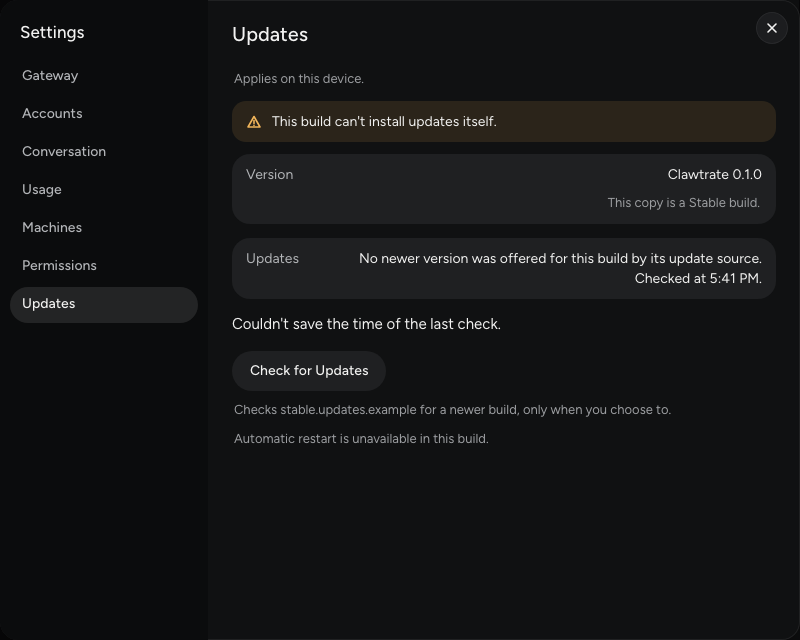 Settings
Gateway
Accounts
Conversation
Usage
Machines
Permissions
Updates
Updates
Applies on this device.
This build can't install updates itself.
Version
Clawtrate 0.1.0
This copy is a Stable build.
Updates
No newer version was offered for this build by its update source.
Checked at 5:41 PM.
Couldn't save the time of the last check.
Check for Updates
Checks stable.updates.example for a newer build, only when you choose to.
Automatic restart is unavailable in this build.